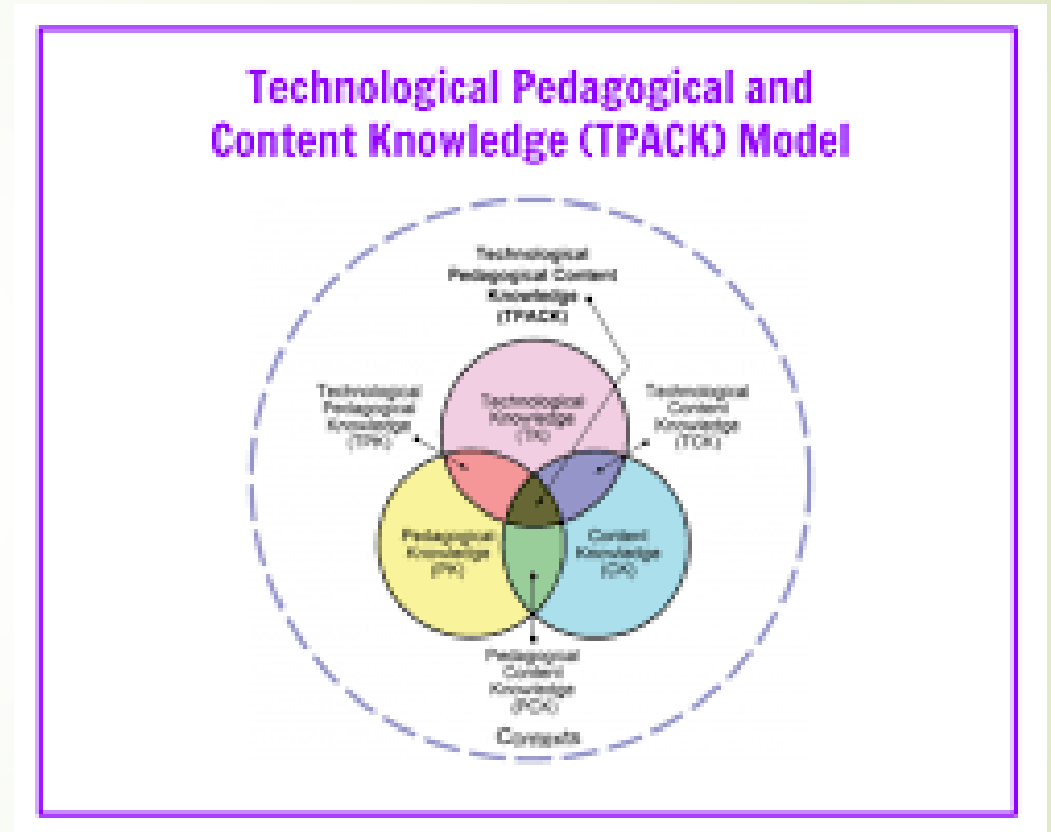 Technological Pedagogical and
Content Knowledge (TPACK) Model
Technological
Pedagogical Content
Knowledge
(TPACK)
Technological
Pedagogical
Knowledge
(TPK)
Technological
Knowledge
(TK)
Technological
Content
Knowledge
(TCK)
Pedagogical
Knowledge
(PK)
Content
Knowledge
(CK)
Pedagogical
Content
Knowledge
(PCK)
Contexts